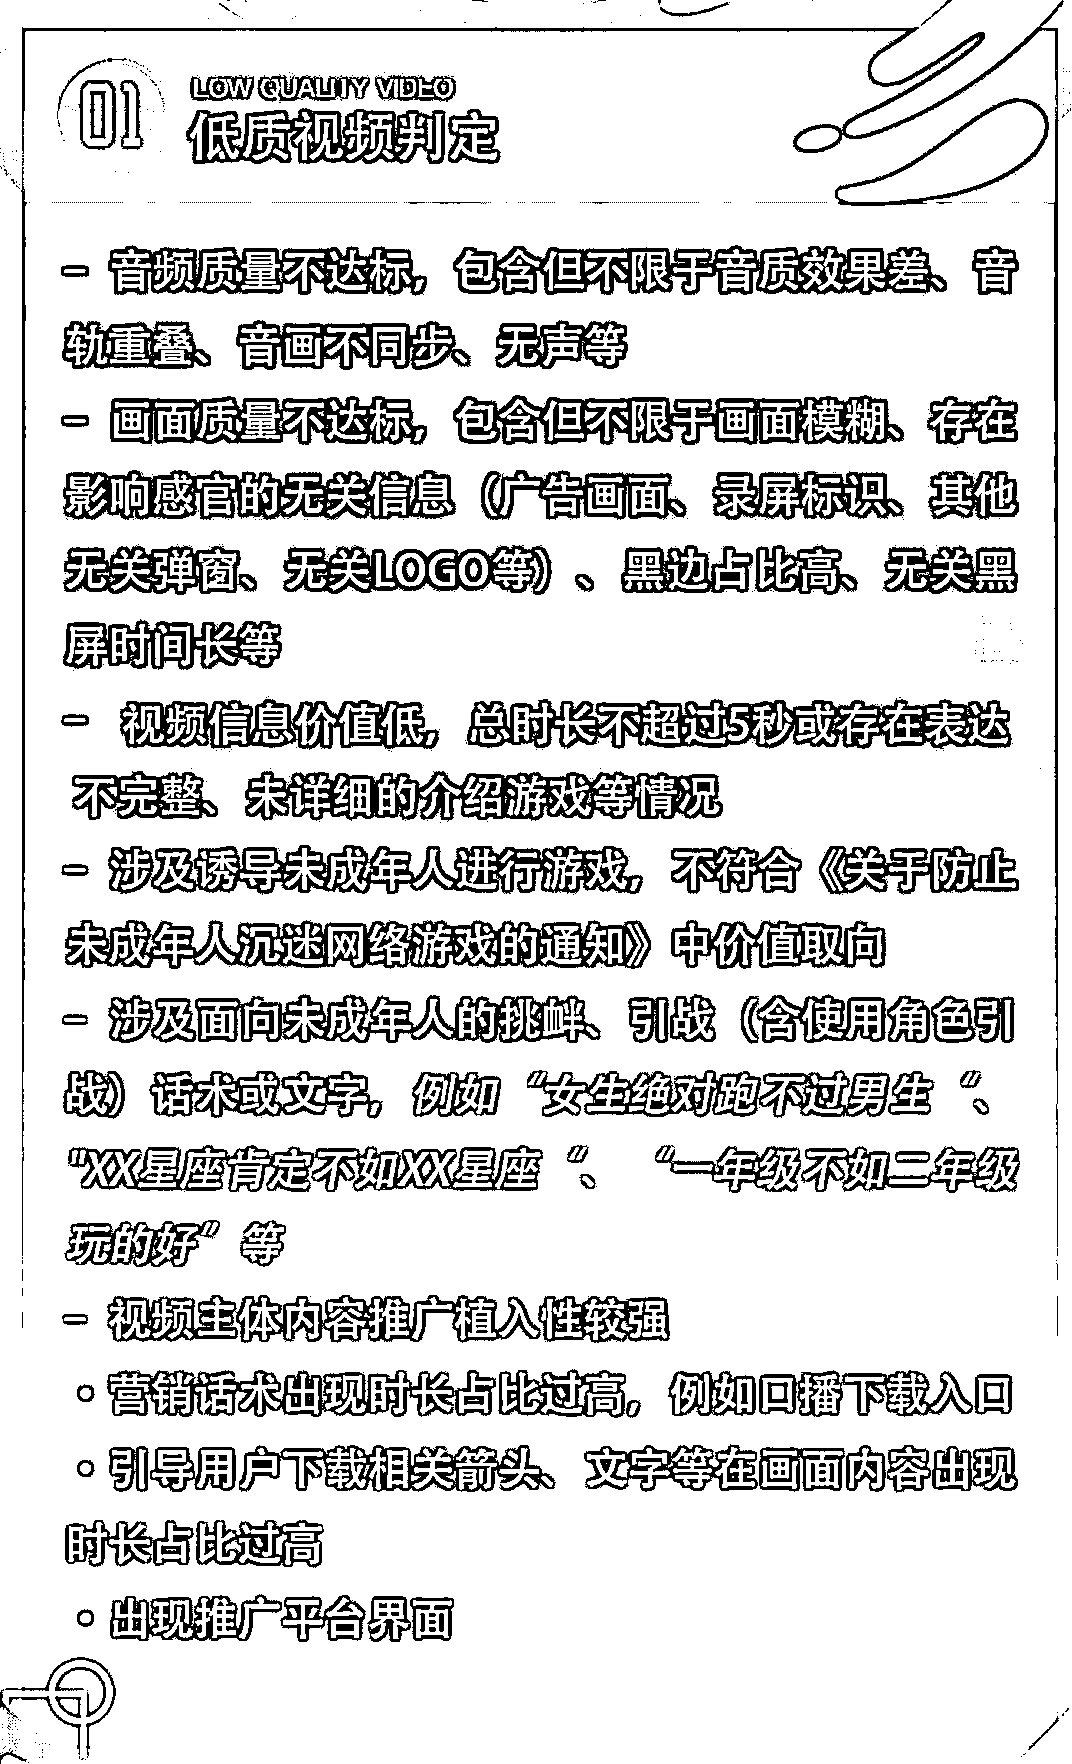 01
LOW QUALITY VIDEO
低质视频判定
- 音频质量不达标，包含但不限于音质效果差、音
轨重叠、音画不同步、无声等
- 画面质量不达标，包含但不限于画面模糊、存在
影响感官的无关信息（广告画面、录屏标识、其他
无关弹窗、无关LOGO等）、黑边占比高、无关黑
屏时间长等
- 视频信息价值低，总时长不超过5秒或存在表达
不完整、未详细的介绍游戏等情况
- 涉及诱导未成年人进行游戏，不符合《关于防止
未成年人沉迷网络游戏的通知》中价值取向
- 涉及面向未成年人的挑衅、引战（含使用角色引
战）话术或文字，例如“女生绝对跑不过男生“、
"XX星座肯定不如XX星座“、“一年级不如二年级
玩的好”等
- 视频主体内容推广植入性较强
◦ 营销话术出现时长占比过高，例如口播下载入口
◦ 引导用户下载相关箭头、文字等在画面内容出现
时长占比过高
◦ 出现推广平台界面